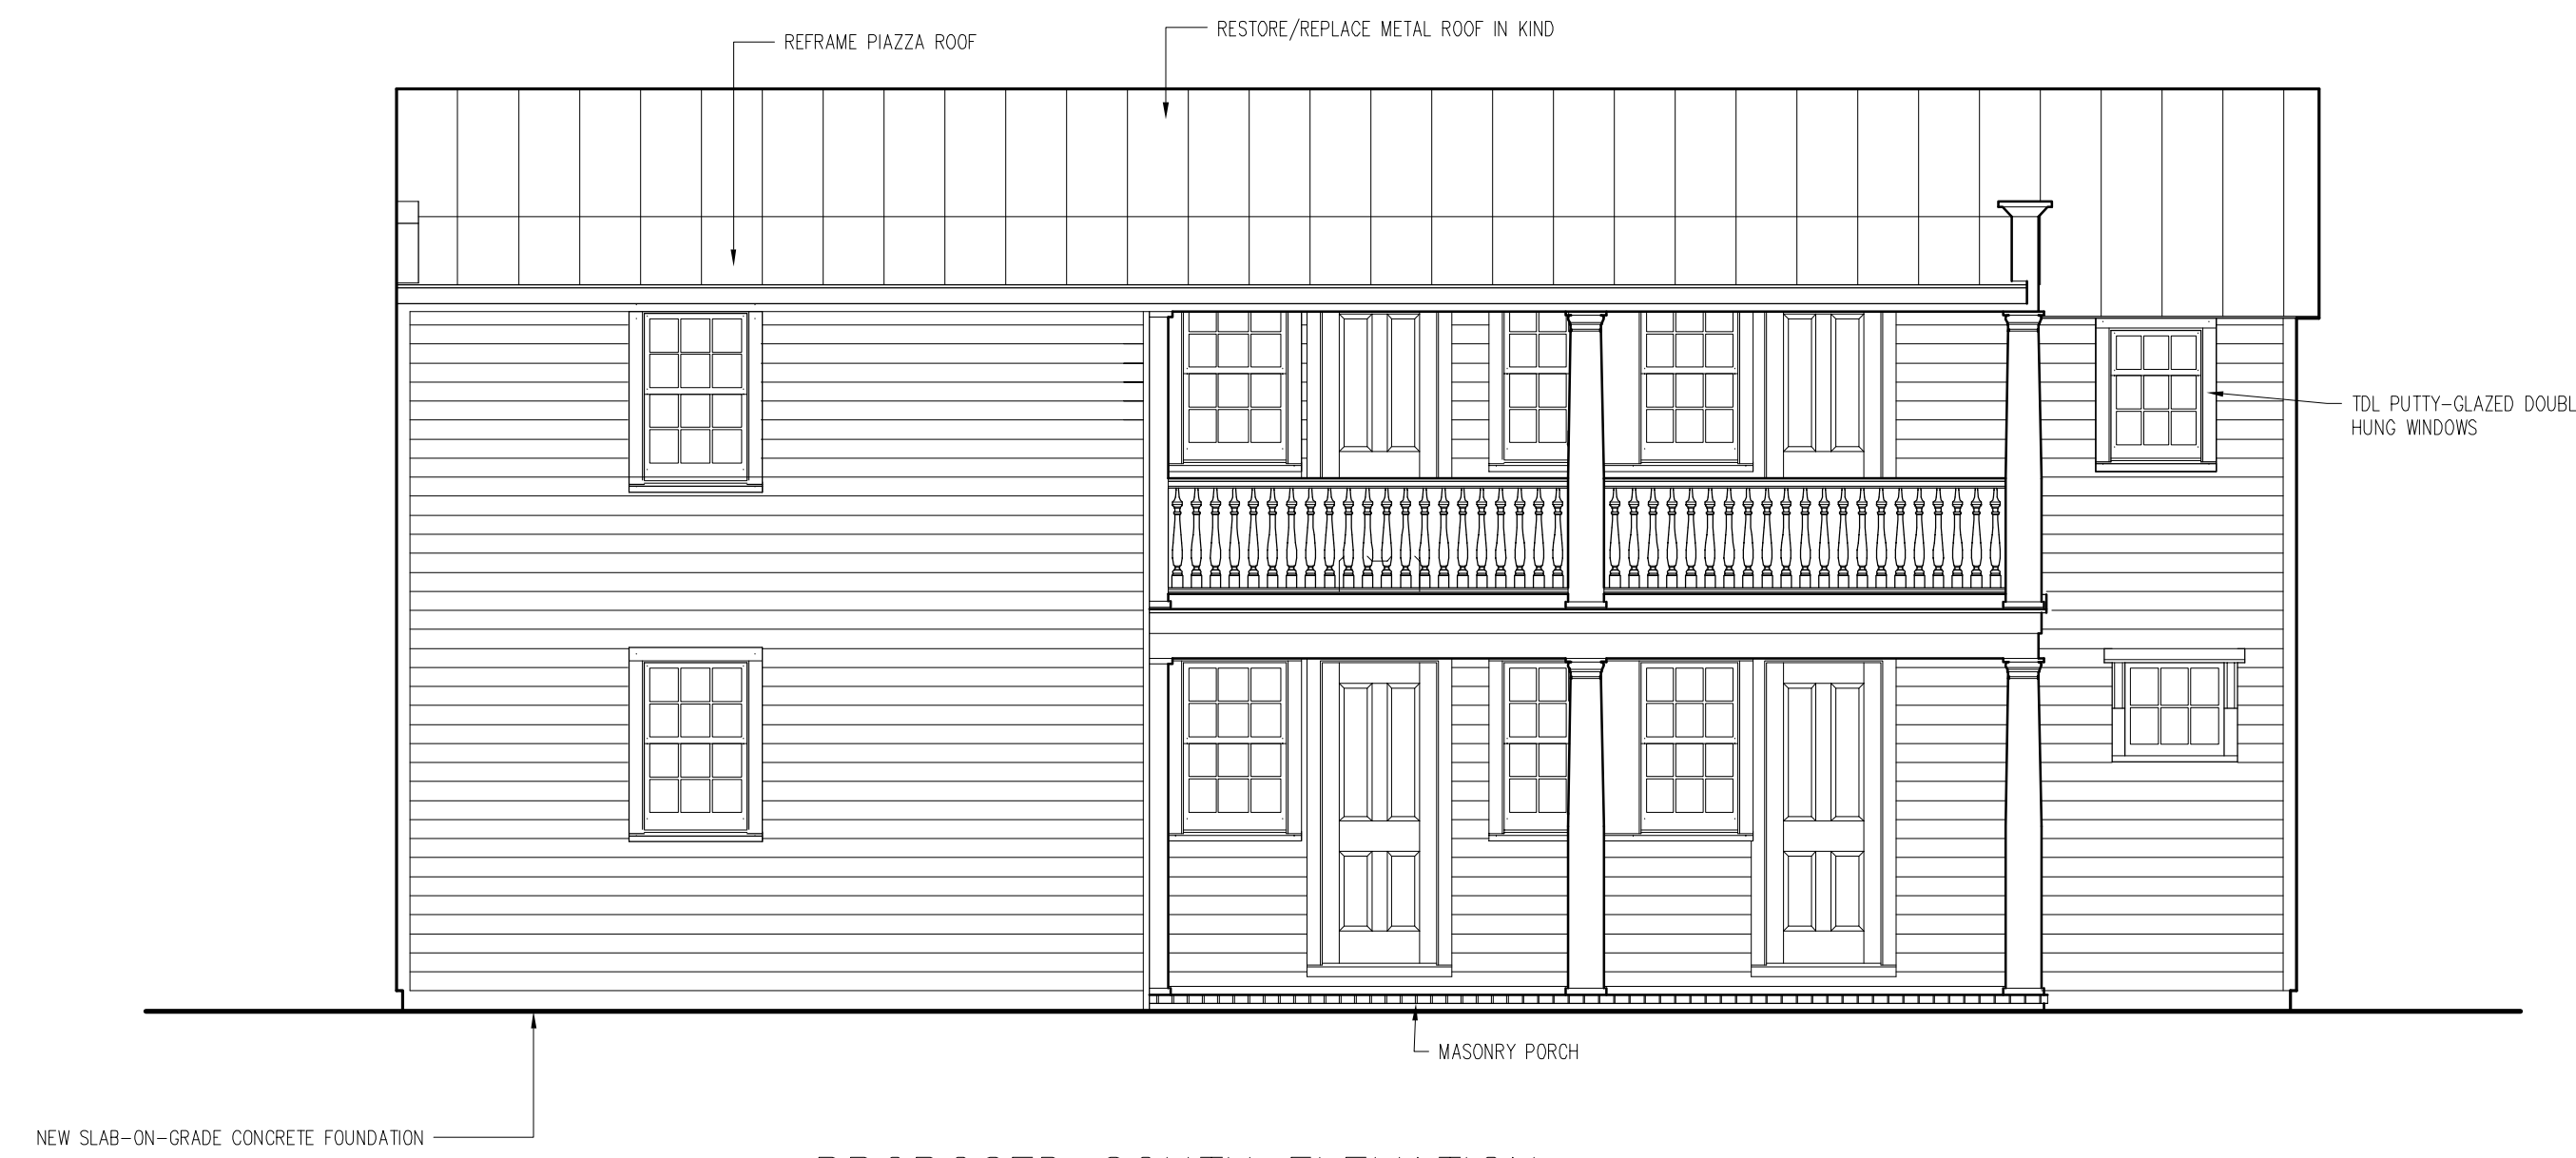 RESTORE/REPLACE METAL ROOF IN KIND
REFRAME PIAZZA ROOF
TDL PUTTY-GLAZED DOUBL
HUNG WINDOWS
MASONRY PORCH
NEW SLAB-ON-GRADE CONCRETE FOUNDATION